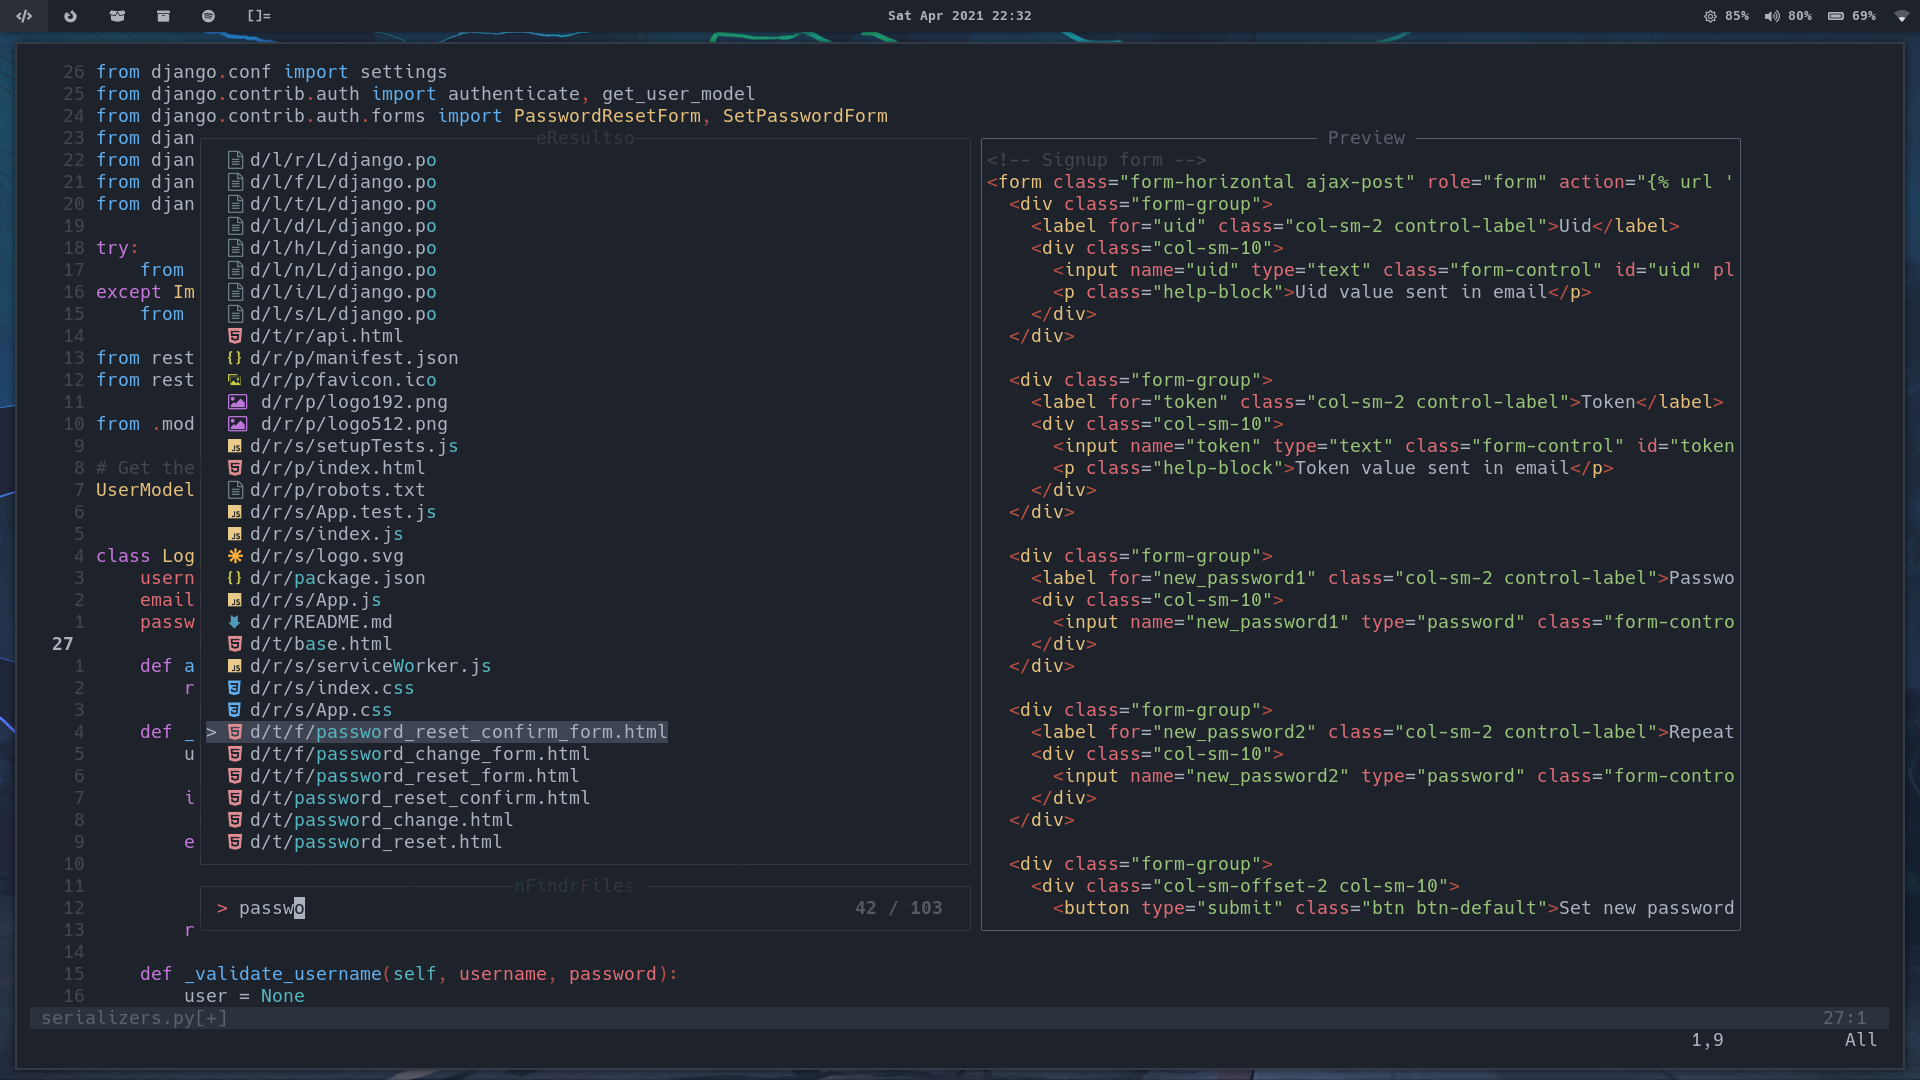 []=
Sat Apr 2021 22:32
85% 80% 69%
26 from django.conf import settings
25 from django.contrib.auth import authenticate, get_user_model
24 from django.contrib.auth.forms import PasswordResetForm, SetPasswordForm
23 from djan
22 from djan
21 from djan
20 from djan
19
18 try:
17 from
16 except Im
15 from
14
13 from rest
12 from rest
11
10 from .mod
9
8 # Get the
7 UserModel
6
5
4 class Log
3 usern
2 email
1 passw
27
1 def a
2 r
3
4 def _
5 u
6
7 i
8
9 e
10
11
12
13 r
14
15 def _validate_username(self, username, password):
16 user = None
eResultso
d/l/r/L/django.po
d/l/f/L/django.po
d/l/t/L/django.po
d/l/d/L/django.po
d/l/h/L/django.po
d/l/n/L/django.po
d/l/i/L/django.po
d/l/s/L/django.po
d/t/r/api.html
d/r/p/manifest.json
d/r/p/favicon.ico
d/r/p/logo192.png
d/r/p/logo512.png
d/r/s/setupTests.js
d/r/p/index.html
d/r/p/robots.txt
d/r/s/App.test.js
d/r/s/index.js
d/r/s/logo.svg
d/r/package.json
d/r/s/App.js
d/r/README.md
d/t/base.html
d/r/s/serviceWorker.js
d/r/s/index.css
d/r/s/App.css
> d/t/f/password_reset_confirm_form.html
d/t/f/password_change_form.html
d/t/f/password_reset_form.html
d/t/password_reset_confirm.html
d/t/password_change.html
d/t/password_reset.html
nFindrFiles
> passwo 42 / 103
Preview
<!-- Signup form -->
<form class="form-horizontal ajax-post" role="form" action="{% url '
<div class="form-group">
<label for="uid" class="col-sm-2 control-label">Uid</label>
<div class="col-sm-10">
<input name="uid" type="text" class="form-control" id="uid" pl
<p class="help-block">Uid value sent in email</p>
</div>
</div>
<div class="form-group">
<label for="token" class="col-sm-2 control-label">Token</label>
<div class="col-sm-10">
<input name="token" type="text" class="form-control" id="token
<p class="help-block">Token value sent in email</p>
</div>
</div>
<div class="form-group">
<label for="new_password1" class="col-sm-2 control-label">Passwo
<div class="col-sm-10">
<input name="new_password1" type="password" class="form-contro
</div>
</div>
<div class="form-group">
<label for="new_password2" class="col-sm-2 control-label">Repeat
<div class="col-sm-10">
<input name="new_password2" type="password" class="form-contro
</div>
</div>
<div class="form-group">
<div class="col-sm-offset-2 col-sm-10">
<button type="submit" class="btn btn-default">Set new password
serializers.py[+] 27:1
1,9 All